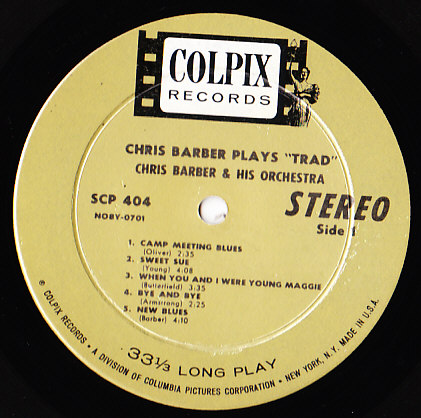 COLPIX
RECORDS
CHRIS BARBER PLAYS "TRAD"
CHRIS BARBER & HIS ORCHESTRA
SCP 404
NO8Y-0701
STEREO
Side 1
1. CAMP MEETING BLUES
(Oliver) 2:35
2. SWEET SUE
(Young) 4:08
3. WHEN YOU AND I WERE YOUNG MAGGIE
(Butterfield) 3:35
4. BYE AND BYE
(Armstrong) 2:25
5. NEW BLUES
(Barber) 4:10
33⅓ LONG PLAY
© COLPIX RECORDS • A DIVISION OF COLUMBIA PICTURES CORPORATION • NEW YORK, N.Y. MADE IN U.S.A.